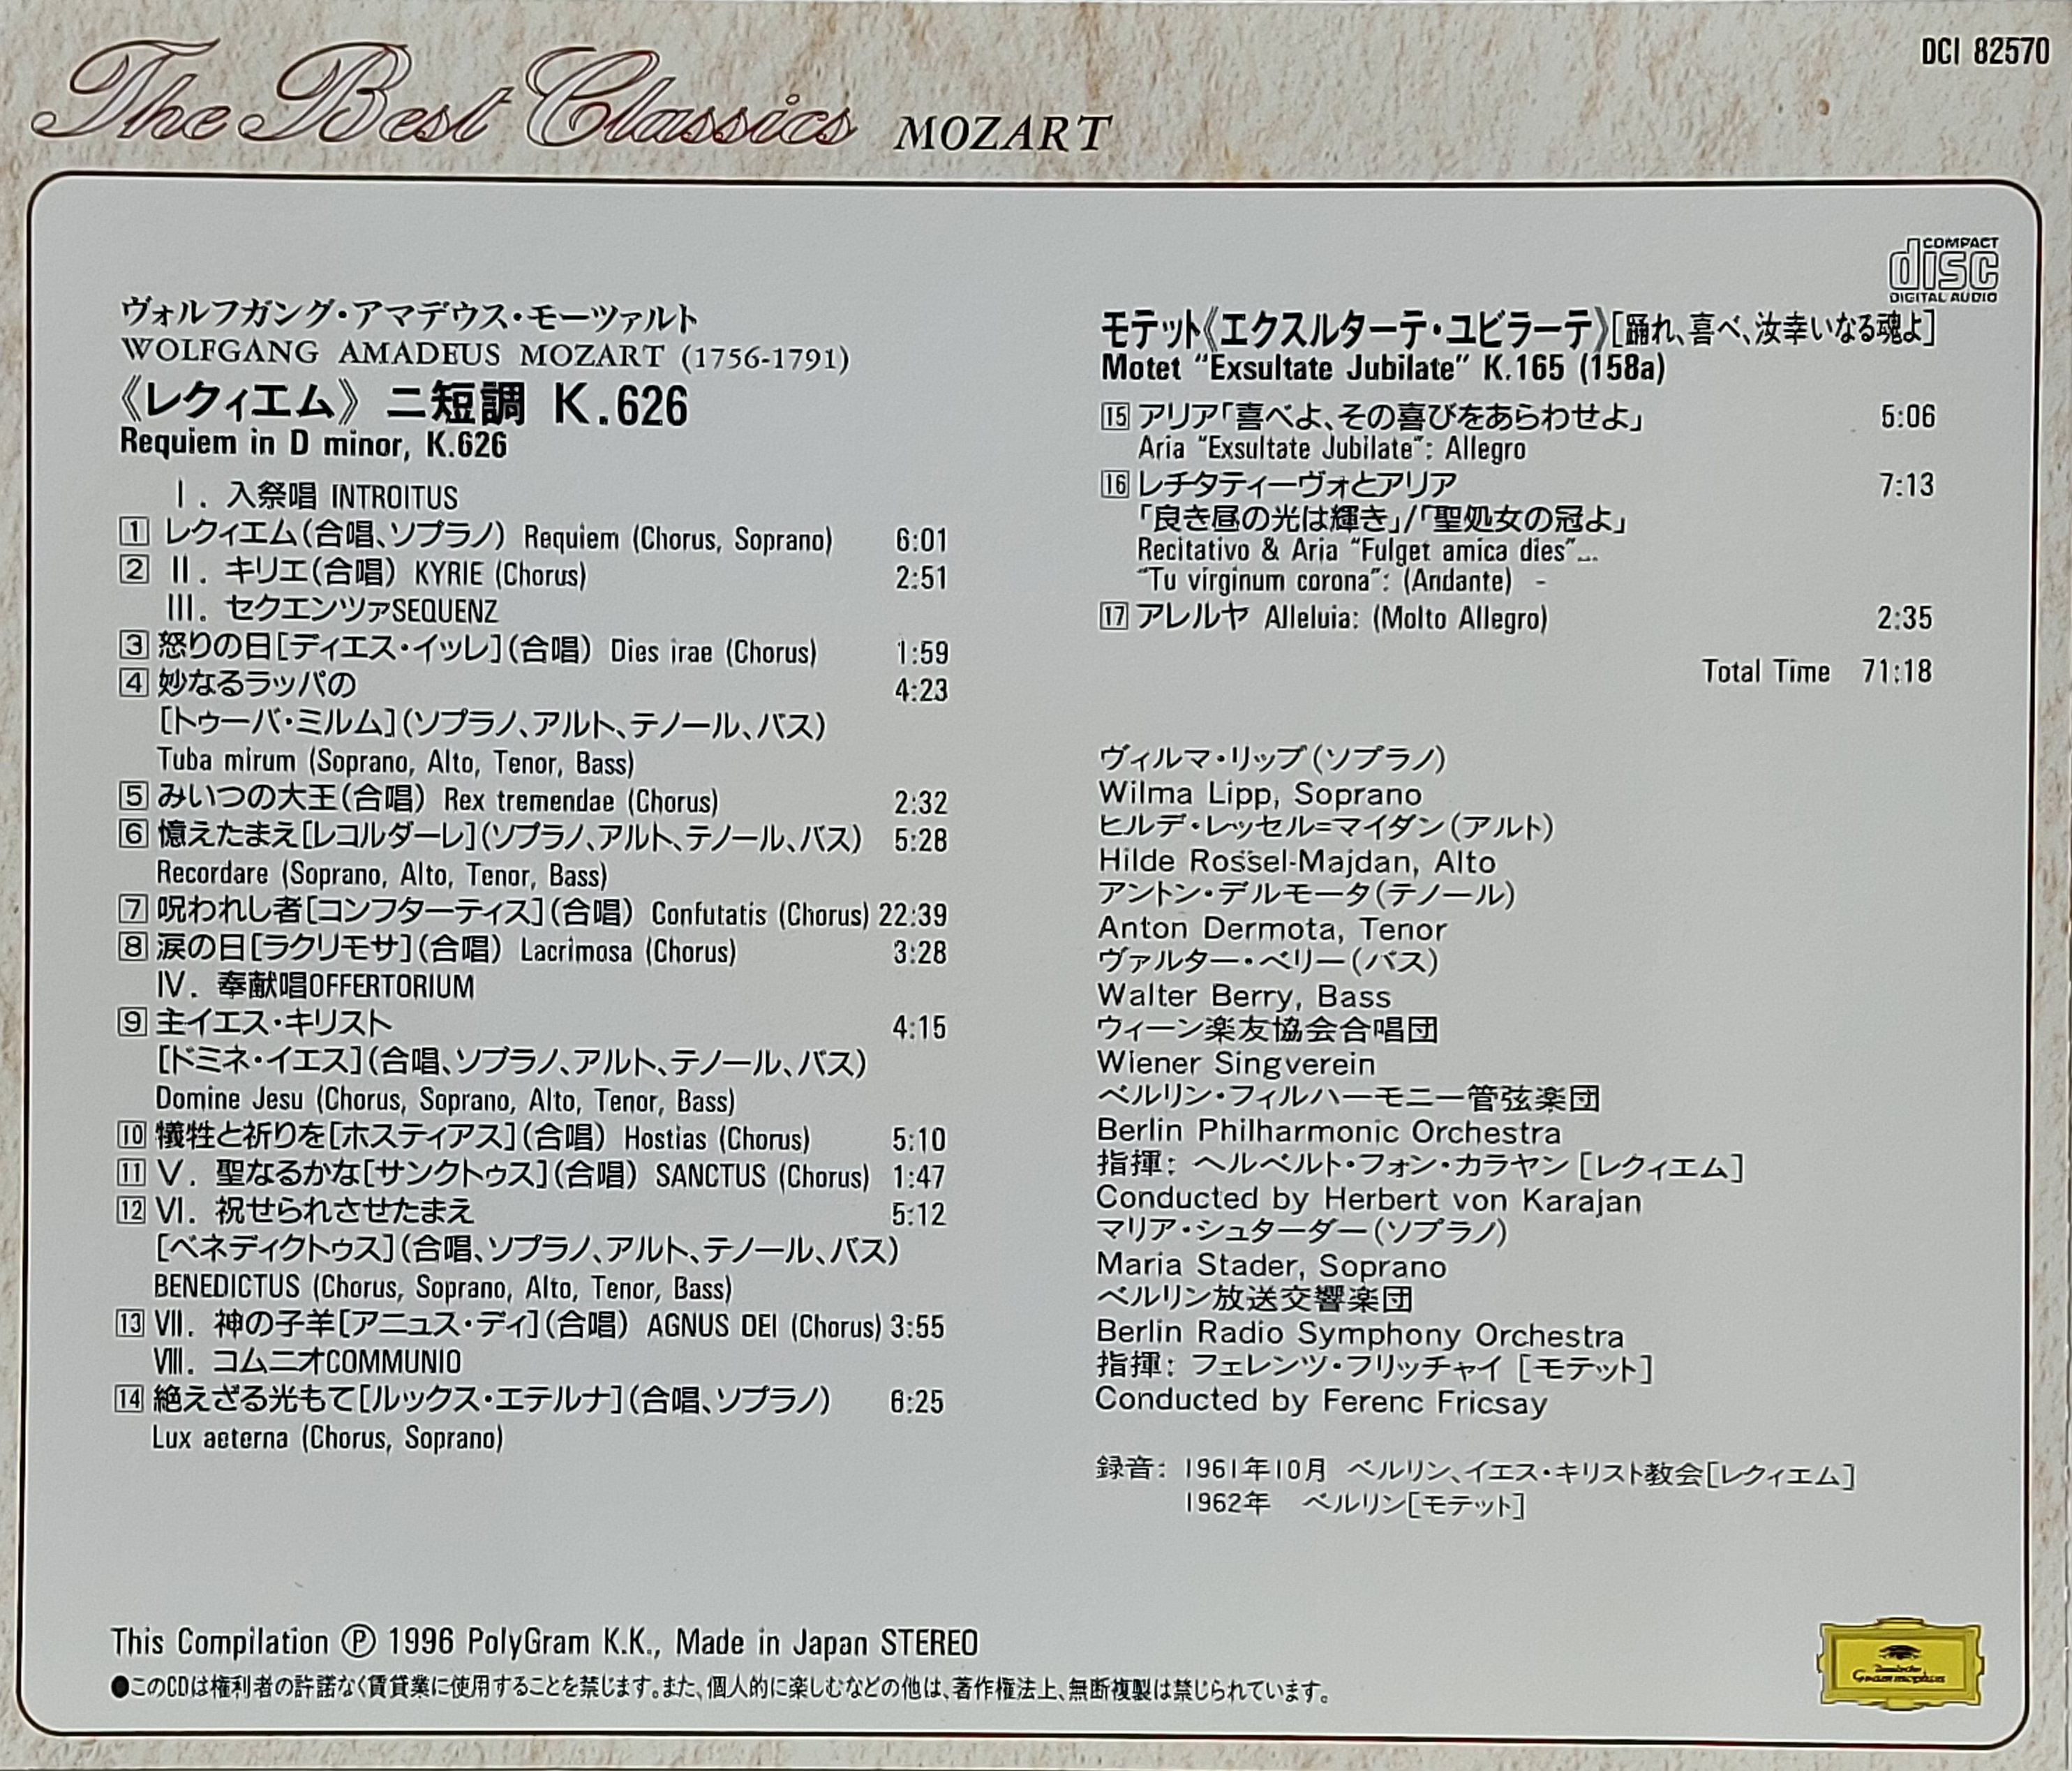 The Best Classics MOZART
DCI 82570
COMPACT
disc
DIGITAL AUDIO
ヴォルフガング・アマデウス・モーツァルト
WOLFGANG AMADEUS MOZART (1756-1791)
《レクィエム》 ニ短調 K.626
Requiem in D minor, K.626
I. 入祭唱 INTROITUS
1 レクィエム(合唱、ソプラノ) Requiem (Chorus, Soprano) 6:01
2 II. キリエ(合唱) KYRIE (Chorus) 2:51
III. セクエンツァSEQUENZ
3 怒りの日[ディエス・イッレ](合唱) Dies irae (Chorus) 1:59
4 妙なるラッパの 4:23
[トゥーバ・ミルム](ソプラノ、アルト、テノール、バス)
Tuba mirum (Soprano, Alto, Tenor, Bass)
5 みいつの大王(合唱) Rex tremendae (Chorus) 2:32
6 憶えたまえ[レコルダーレ](ソプラノ、アルト、テノール、バス) 5:28
Recordare (Soprano, Alto, Tenor, Bass)
7 呪われし者[コンフターティス](合唱) Confutatis (Chorus) 22:39
8 涙の日[ラクリモサ](合唱) Lacrimosa (Chorus) 3:28
IV. 奉献唱OFFERTORIUM
9 主イエス・キリスト 4:15
[ドミネ・イエス](合唱、ソプラノ、アルト、テノール、バス)
Domine Jesu (Chorus, Soprano, Alto, Tenor, Bass)
10 犠牲と祈りを[ホスティアス](合唱) Hostias (Chorus) 5:10
11 V. 聖なるかな[サンクトゥス](合唱) SANCTUS (Chorus) 1:47
12 VI. 祝せられさせたまえ 5:12
[ベネディクトゥス](合唱、ソプラノ、アルト、テノール、バス)
BENEDICTUS (Chorus, Soprano, Alto, Tenor, Bass)
13 VII. 神の子羊[アニュス・ディ](合唱) AGNUS DEI (Chorus) 3:55
VIII. コムニオCOMMUNIO
14 絶えざる光もて[ルックス・エテルナ](合唱、ソプラノ) 6:25
Lux aeterna (Chorus, Soprano)
モテット《エクスルターテ・ユビラーテ》[踊れ、喜べ、汝幸いなる魂よ]
Motet "Exsultate Jubilate" K.165 (158a)
15 アリア「喜べよ、その喜びをあらわせよ」 5:06
Aria "Exsultate Jubilate": Allegro
16 レチタティーヴォとアリア 7:13
「良き昼の光は輝き」/「聖処女の冠よ」
Recitativo & Aria "Fulget amica dies"…
"Tu virginum corona": (Andante) -
17 アレルヤ Alleluia: (Molto Allegro) 2:35
Total Time 71:18
ヴィルマ・リップ(ソプラノ)
Wilma Lipp, Soprano
ヒルデ・レッセル=マイダン(アルト)
Hilde Rossel-Majdan, Alto
アントン・デルモータ(テノール)
Anton Dermota, Tenor
ヴァルター・ベリー(バス)
Walter Berry, Bass
ウィーン楽友協会合唱団
Wiener Singverein
ベルリン・フィルハーモニー管弦楽団
Berlin Philharmonic Orchestra
指揮: ヘルベルト・フォン・カラヤン [レクィエム]
Conducted by Herbert von Karajan
マリア・シュターダー(ソプラノ)
Maria Stader, Soprano
ベルリン放送交響楽団
Berlin Radio Symphony Orchestra
指揮: フェレンツ・フリッチャイ [モテット]
Conducted by Ferenc Fricsay
録音: 1961年10月 ベルリン、イエス・キリスト教会[レクィエム]
1962年 ベルリン[モテット]
This Compilation Ⓟ 1996 PolyGram K.K., Made in Japan STEREO
●このCDは権利者の許諾なく賃貸業に使用することを禁じます。また、個人的に楽しむなどの他は、著作権法上、無断複製は禁じられています。
Deutsche
Grammophon